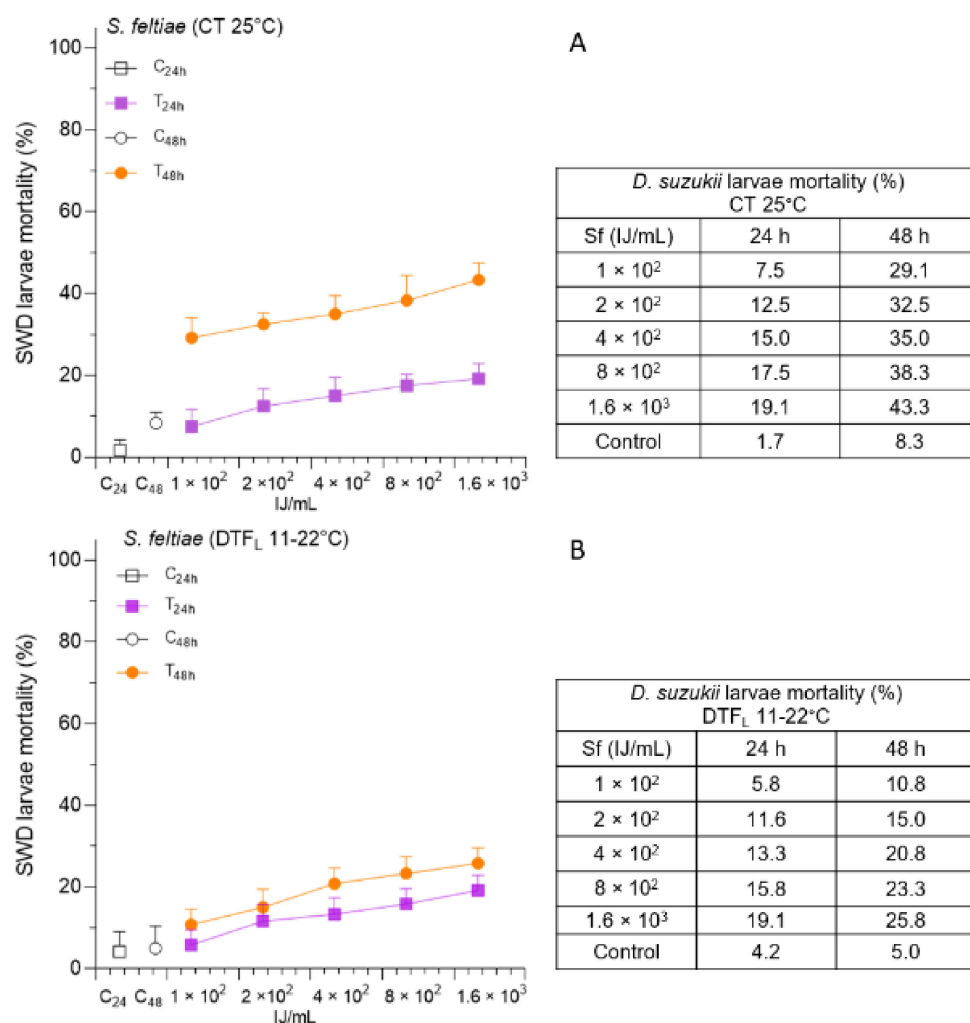 S. feltiae (CT 25°C)
A
100
80
60
40
20
0
SWD larvae mortality (%)
C24h
T24h
C48h
T48h
C24 C48 1 × 10² 2 × 10² 4 × 10² 8 × 10² 1.6 × 10³
IJ/mL
D. suzukii larvae mortality (%)
CT 25°C
Sf (IJ/mL) 24 h 48 h
1 × 10² 7.5 29.1
2 × 10² 12.5 32.5
4 × 10² 15.0 35.0
8 × 10² 17.5 38.3
1.6 × 10³ 19.1 43.3
Control 1.7 8.3
S. feltiae (DTFL 11-22°C)
B
100
80
60
40
20
0
SWD larvae mortality (%)
C24h
T24h
C48h
T48h
C24 C48 1 × 10² 2 ×10² 4 × 10² 8 × 10² 1.6 × 10³
IJ/mL
D. suzukii larvae mortality (%)
DTFL 11-22°C
Sf (IJ/mL) 24 h 48 h
1 × 10² 5.8 10.8
2 × 10² 11.6 15.0
4 × 10² 13.3 20.8
8 × 10² 15.8 23.3
1.6 × 10³ 19.1 25.8
Control 4.2 5.0